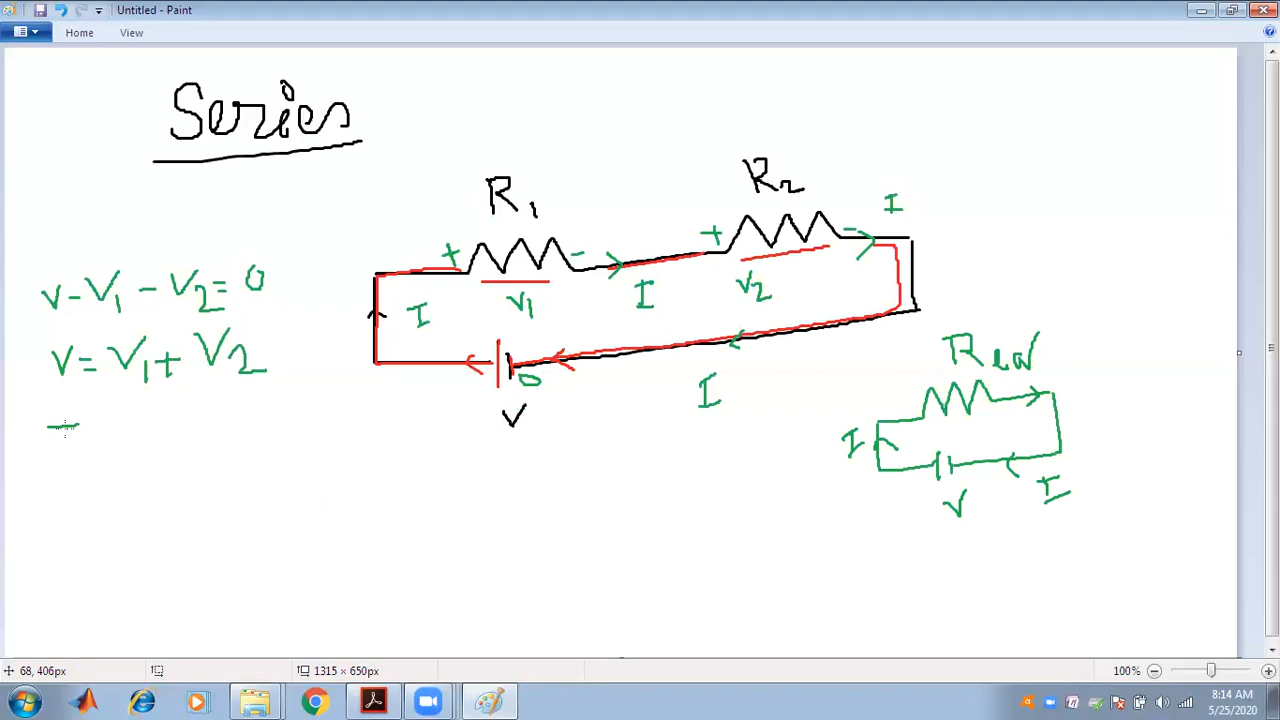 Untitled - Paint
Home
View
Series
R1
R2
I
+
-
+
-
V1
I
V2
I
V - V1 - V2 = 0
V = V1 + V2
I
V
Req
I
V
I
68, 406px
1315 × 650px
100%
8:14 AM
5/25/2020